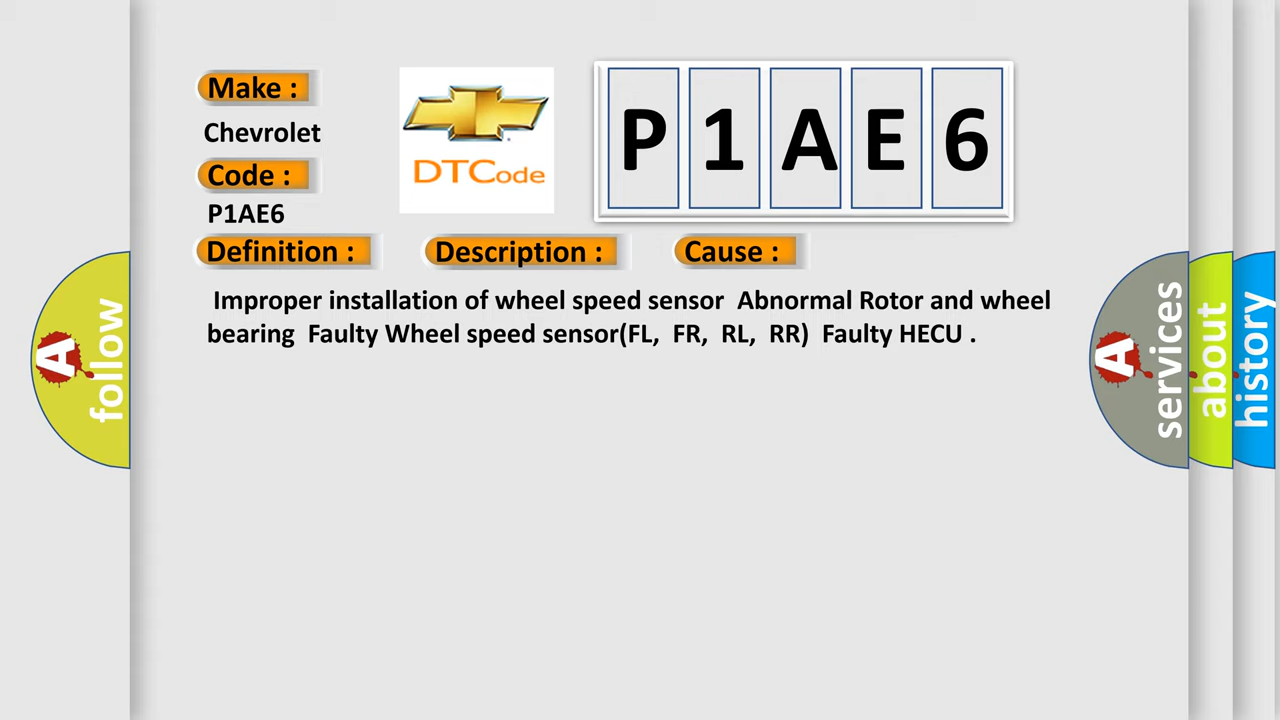 Make :
Chevrolet
Code :
P1AE6
DTCode
P 1 A E 6
Definition :
Description :
Cause :
Improper installation of wheel speed sensor Abnormal Rotor and wheel
bearing Faulty Wheel speed sensor(FL, FR, RL, RR) Faulty HECU .
A follow
A services
about
history